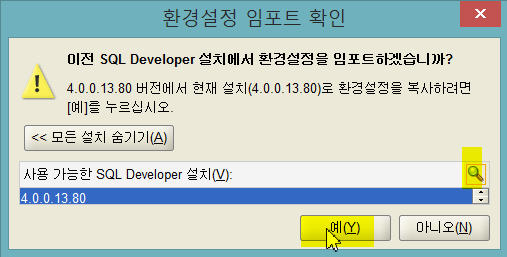 환경설정 임포트 확인
이전 SQL Developer 설치에서 환경설정을 임포트하겠습니까?
4.0.0.13.80 버전에서 현재 설치(4.0.0.13.80)로 환경설정을 복사하려면
[예]를 누르십시오.
<< 모든 설치 숨기기(A)
사용 가능한 SQL Developer 설치(V):
4.0.0.13.80
예(Y) 아니오(N)